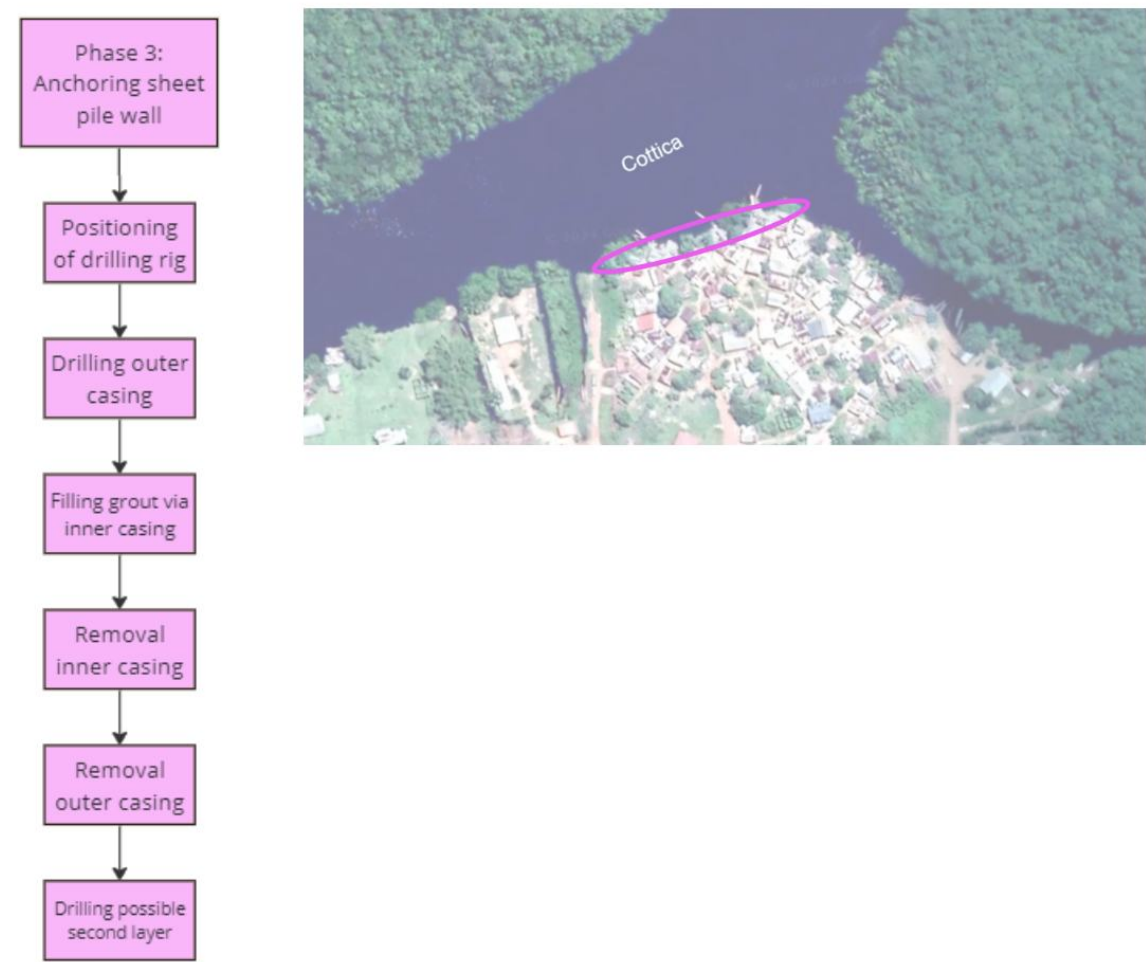 Phase 3:
Anchoring sheet
pile wall
Positioning
of drilling rig
Drilling outer
casing
Filling grout via
inner casing
Removal
inner casing
Removal
outer casing
Drilling possible
second layer
Cottica